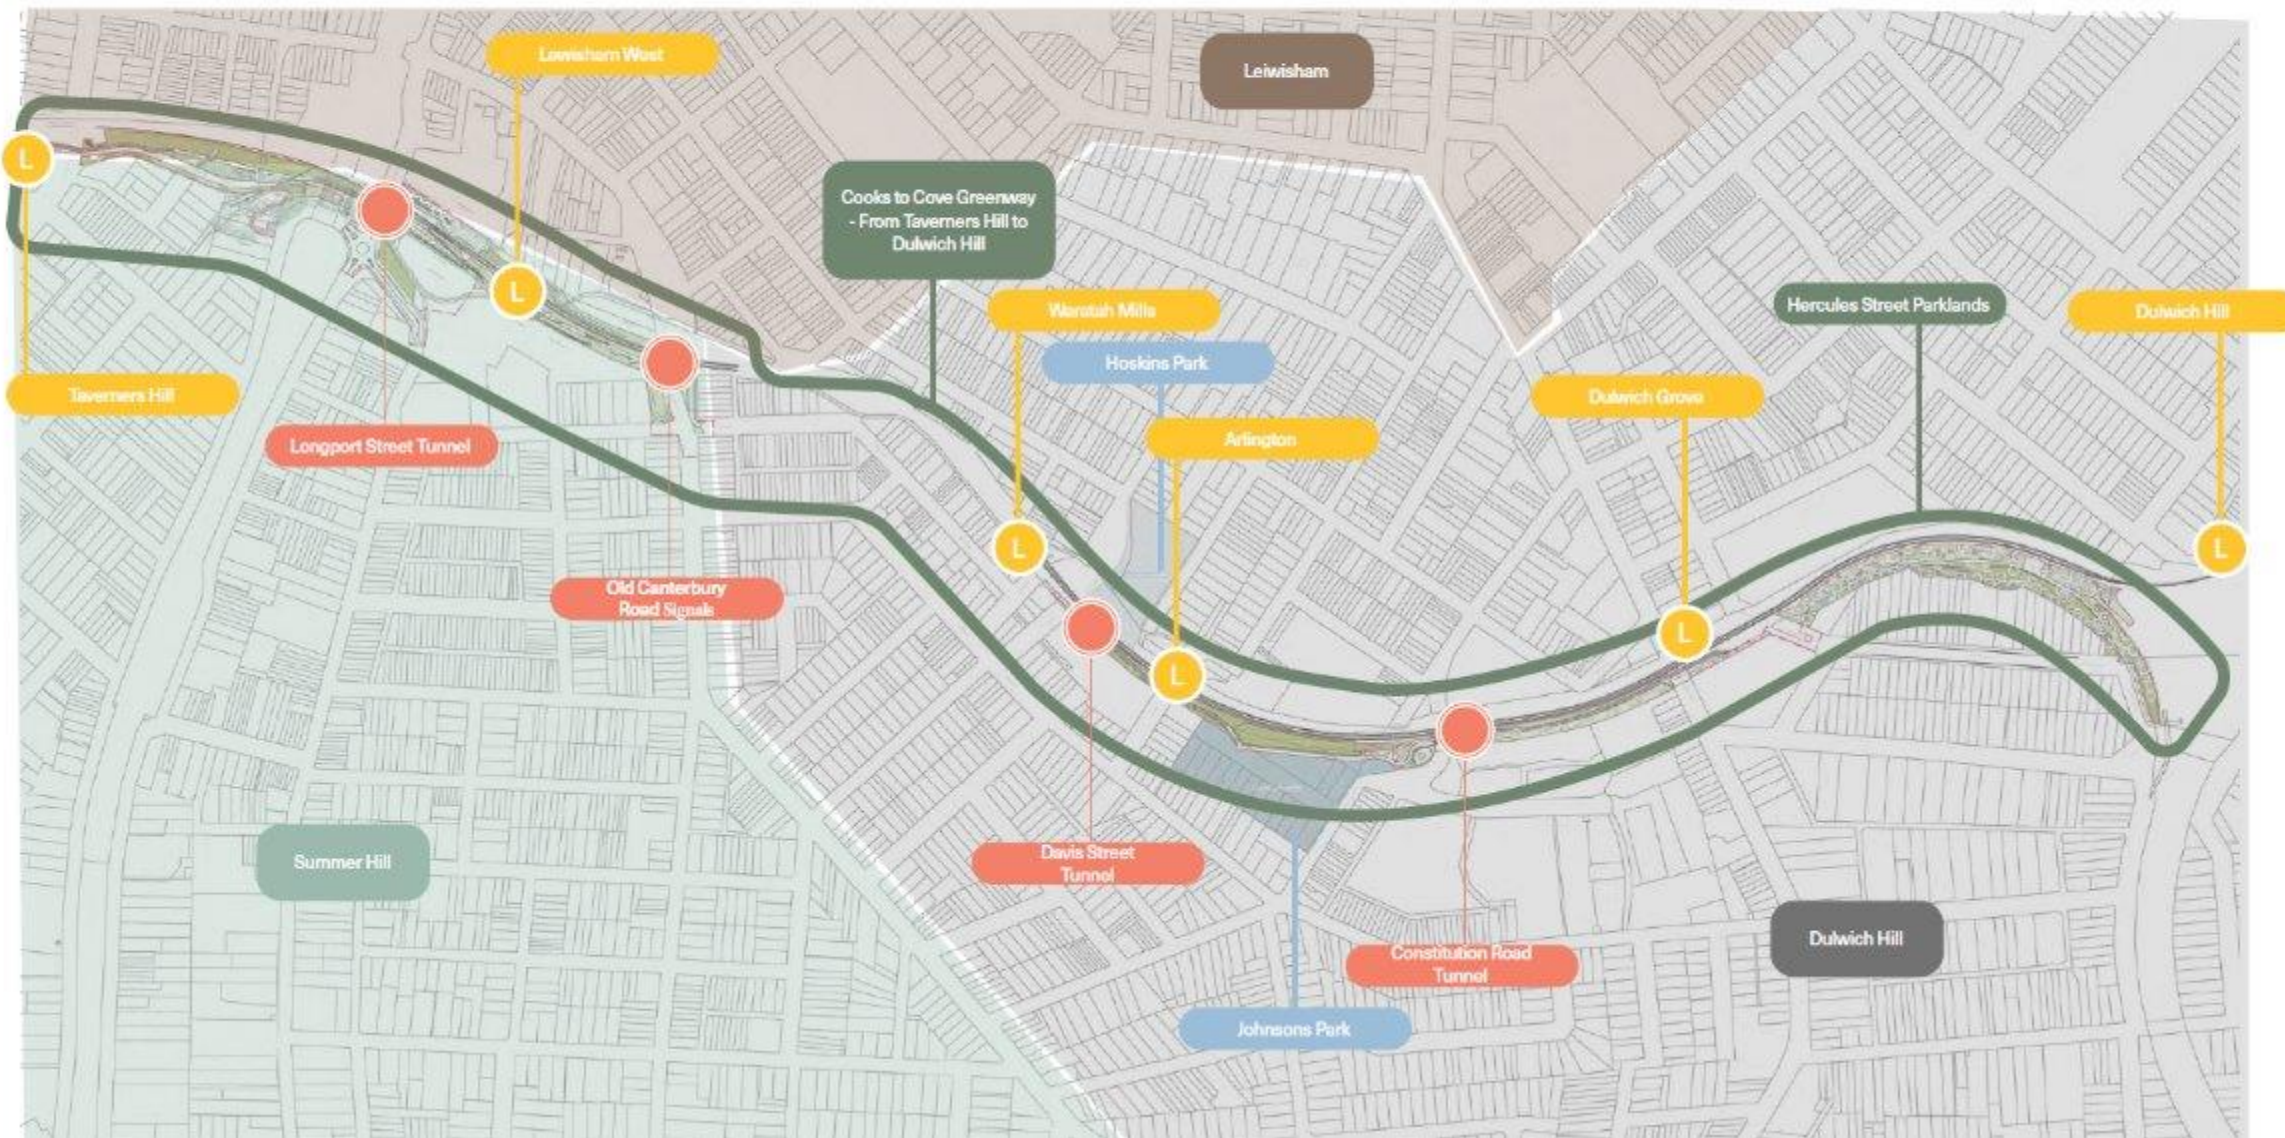 Lewisham West
Leiwisham
L
Cooks to Cove Greenway
- From Taverners Hill to
Dulwich Hill
L
Waratah Mills
Hercules Street Parklands
Dulwich Hill
Hoskins Park
Taverners Hill
Dulwich Grove
Longport Street Tunnel
Arlington
L
L
Old Canterbury
Road Signals
L
L
Davis Street
Tunnel
Summer Hill
Constitution Road
Tunnel
Dulwich Hill
Johnsons Park